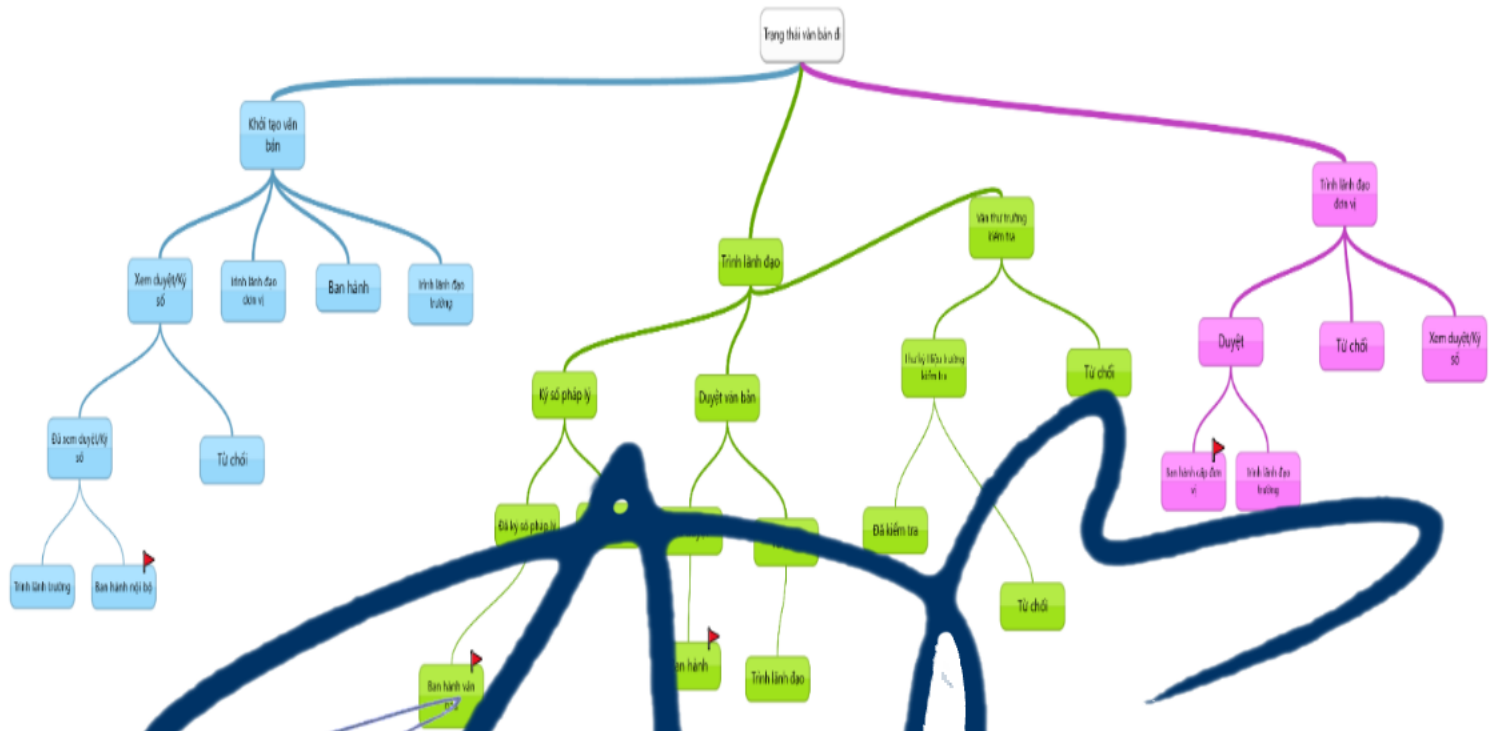 Trạng thái văn bản đi
Khởi tạo văn
bản
Trình lãnh đạo
đơn vị
Văn thư trường
kiểm tra
Trình lãnh đạo
Xem duyệt/Ký
số
trình lãnh đạo
đơn vị
Ban hành
trình lãnh đạo
trường
Duyệt
Từ chối
Xem duyệt/Ký
số
Thư ký Hiệu trưởng
kiểm tra
Từ chối
Ký số pháp lý
Duyệt văn bản
Đã xem duyệt/Ký
số
Từ chối
Ban hành cấp đơn
vị
trình lãnh đạo
trường
Đã ký số pháp lý
Đã kiểm tra
Trình lãnh trường
Ban hành nội bộ
Từ chối
Ban hành văn
hành
Trình lãnh đạo